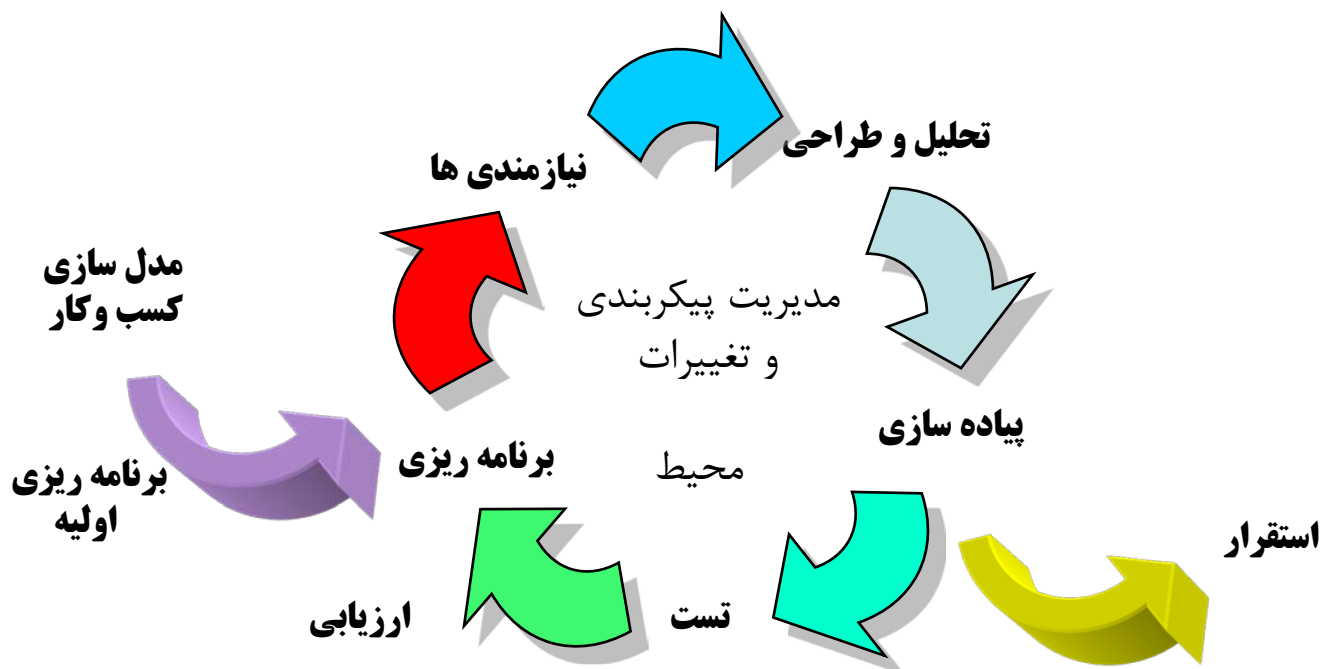 تحلیل و طراحی
نیازمندی ها
مدل سازی
کسب وکار
مدیریت پیکربندی
و تغییرات
پیاده سازی
برنامه ریزی
محیط
برنامه ریزی
اولیه
استقرار
تست
ارزیابی